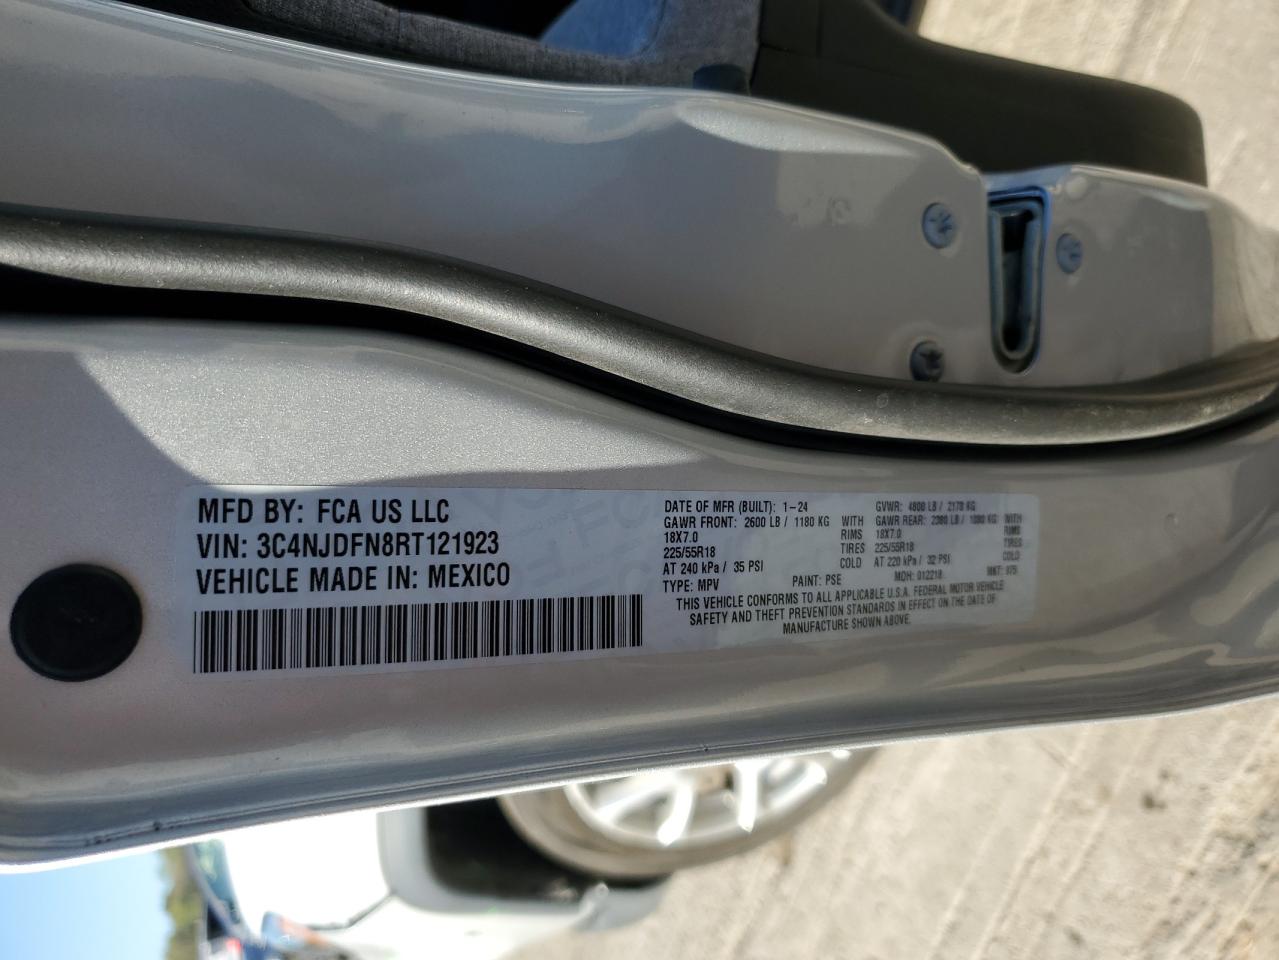 MFD BY: FCA US LLC
VIN: 3C4NJDFN8RT121923
VEHICLE MADE IN: MEXICO
DATE OF MFR (BUILT): 1-24 GVWR: 4800 LB / 2178 KG
GAWR FRONT: 2600 LB / 1180 KG WITH GAWR REAR: 2380 LB / 1080 KG WITH
18X7.0 RIMS 18X7.0 RIMS
225/55R18 TIRES 225/55R18 TIRES
AT 240 kPa / 35 PSI COLD AT 220 kPa / 32 PSI COLD
TYPE: MPV PAINT: PSE MDH: 012218 MKT: 075
THIS VEHICLE CONFORMS TO ALL APPLICABLE U.S.A. FEDERAL MOTOR VEHICLE
SAFETY AND THEFT PREVENTION STANDARDS IN EFFECT ON THE DATE OF
MANUFACTURE SHOWN ABOVE.